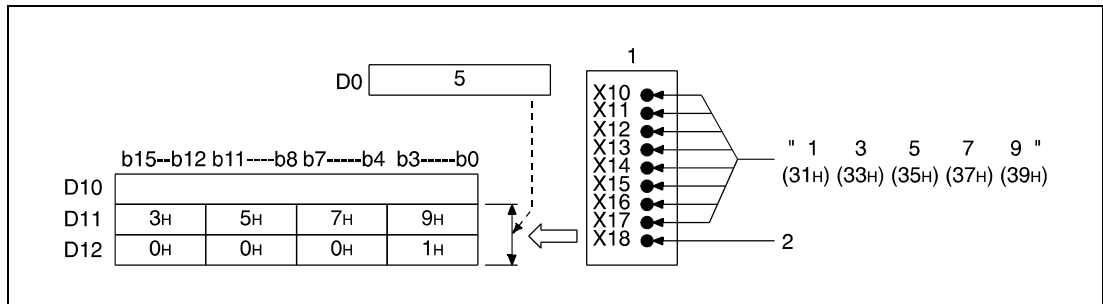 1
D0 5
X10
X11
X12
X13
X14
X15
X16
X17
X18
" 1 3 5 7 9 "
(31H) (33H) (35H) (37H) (39H)
2
b15--b12 b11----b8 b7-----b4 b3-----b0
D10
D11 3H 5H 7H 9H
D12 0H 0H 0H 1H